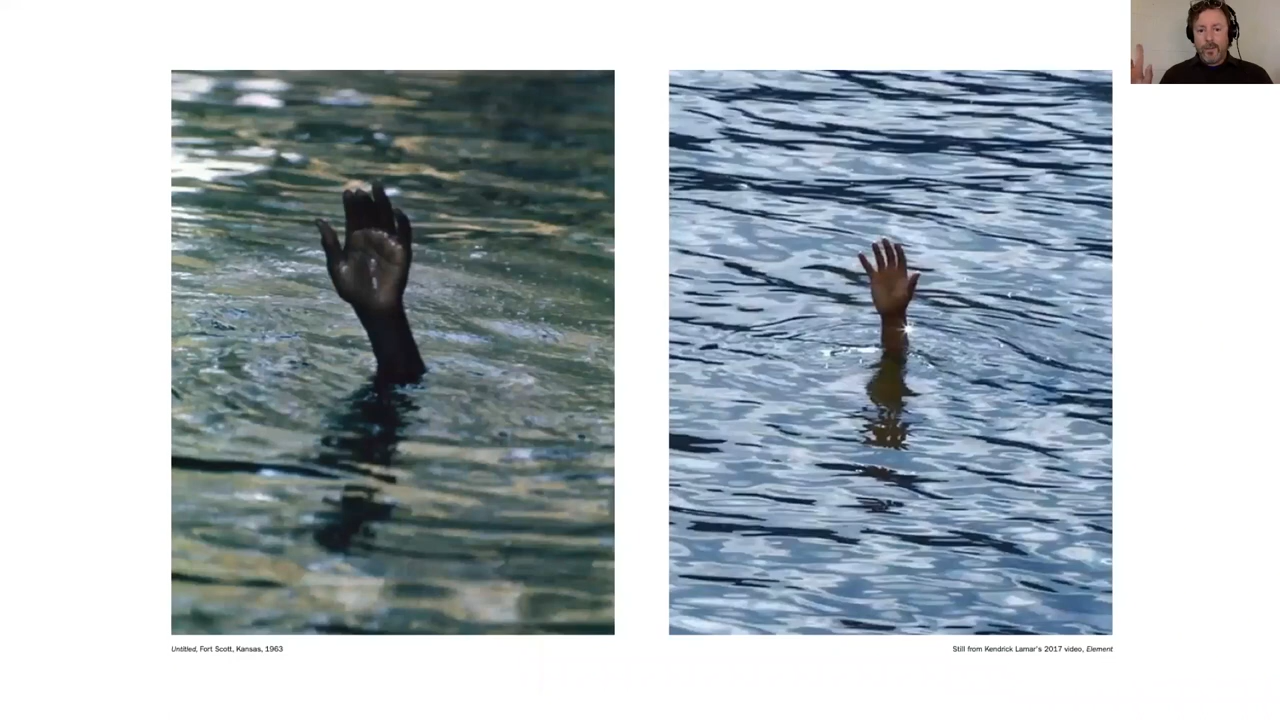 Untitled, Fort Scott, Kansas, 1963
Still from Kendrick Lamar's 2017 video, Element